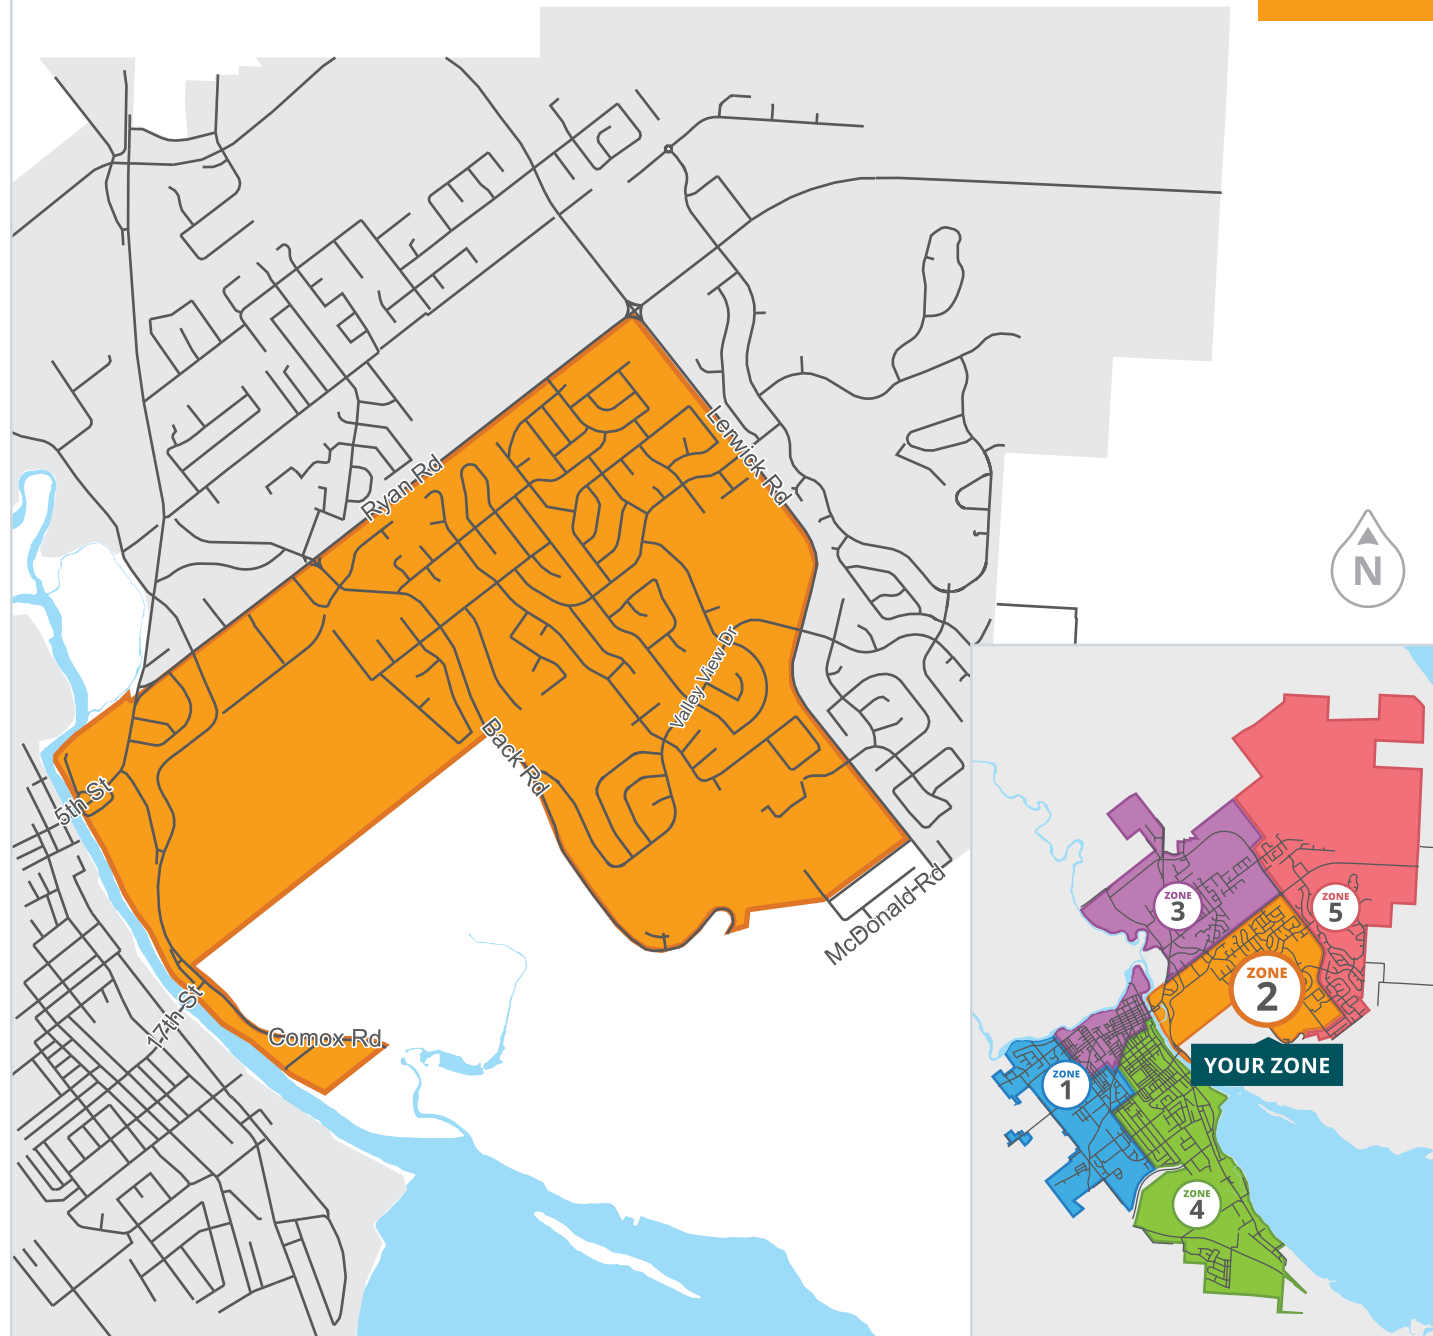 Ryan Rd
Lerwick Rd
N
Valley View Dr
Back Rd
5th St
McDonald Rd
17th St
Comox Rd
ZONE
3
ZONE
5
ZONE
2
YOUR ZONE
ZONE
1
ZONE
4